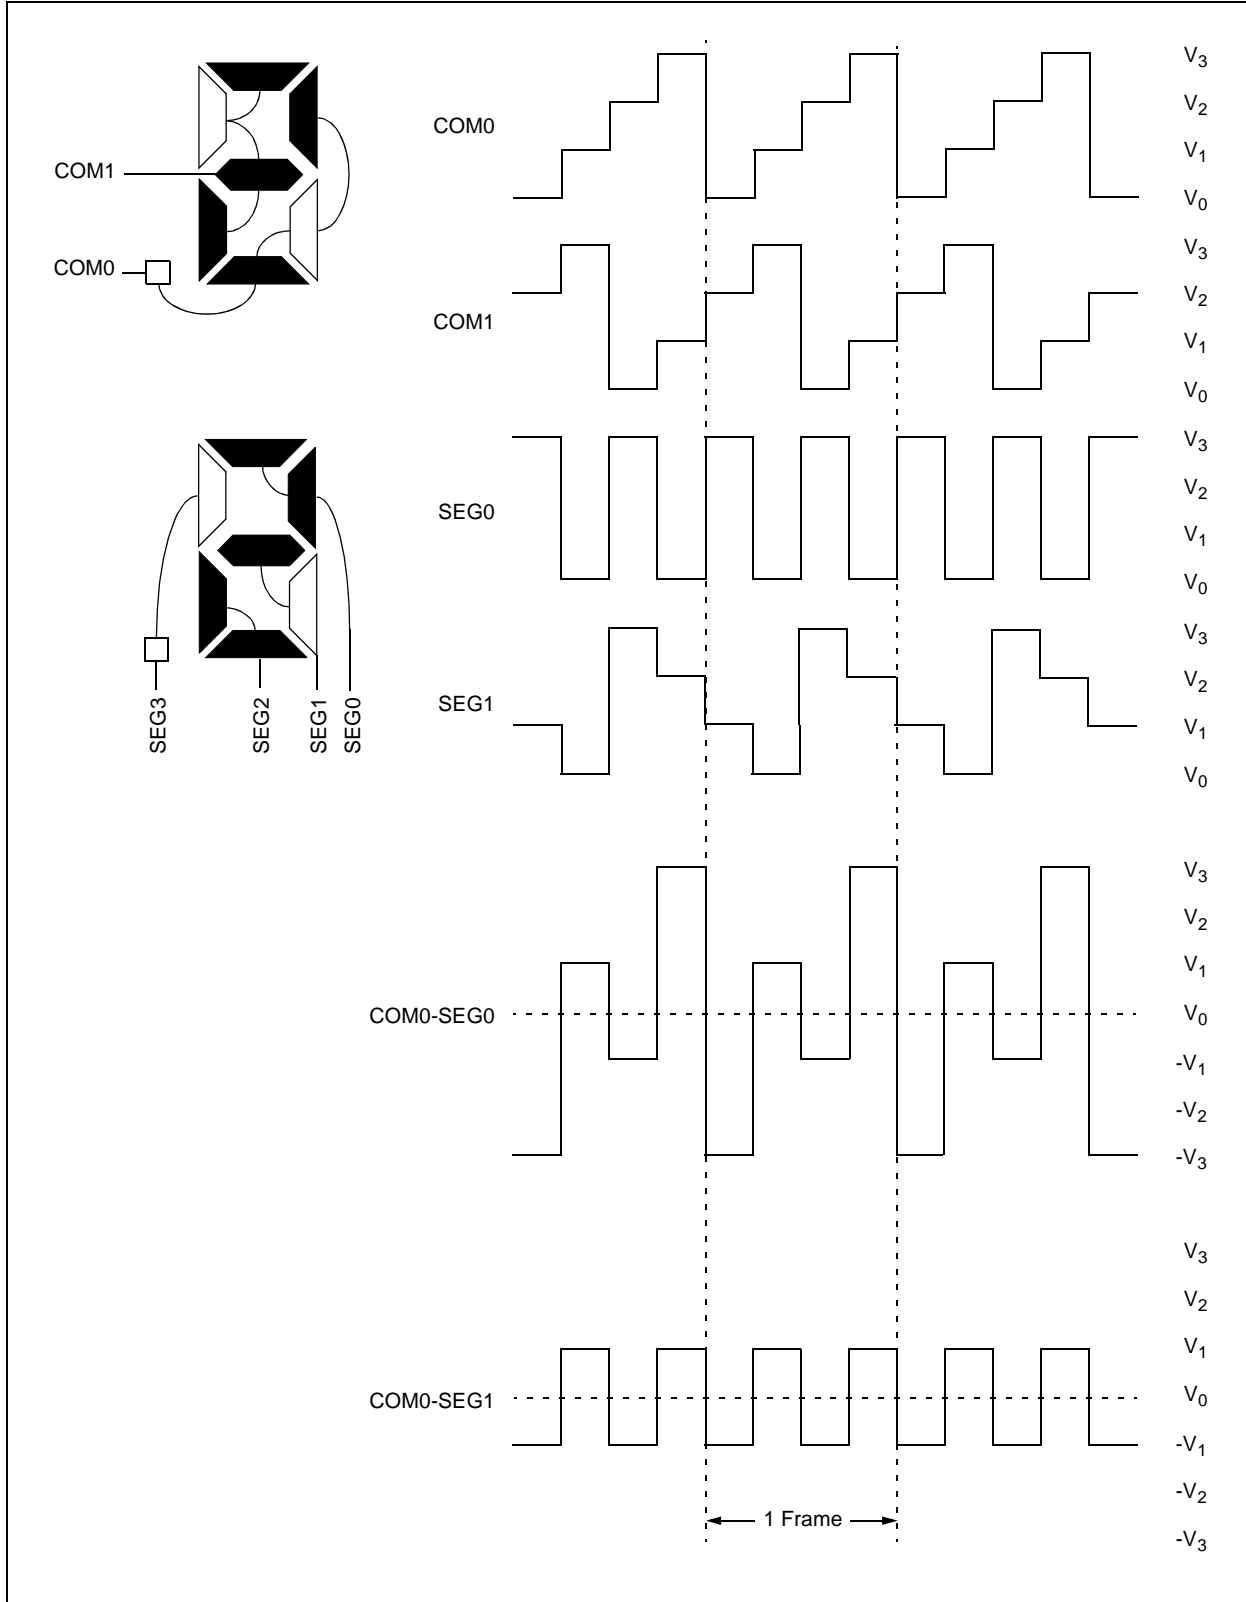 COM1
COM0
SEG3
SEG2
SEG1
SEG0
COM0
V3
V2
V1
V0
COM1
V3
V2
V1
V0
SEG0
V3
V2
V1
V0
SEG1
V3
V2
V1
V0
COM0-SEG0
V3
V2
V1
V0
-V1
-V2
-V3
COM0-SEG1
V3
V2
V1
V0
-V1
-V2
-V3
1 Frame